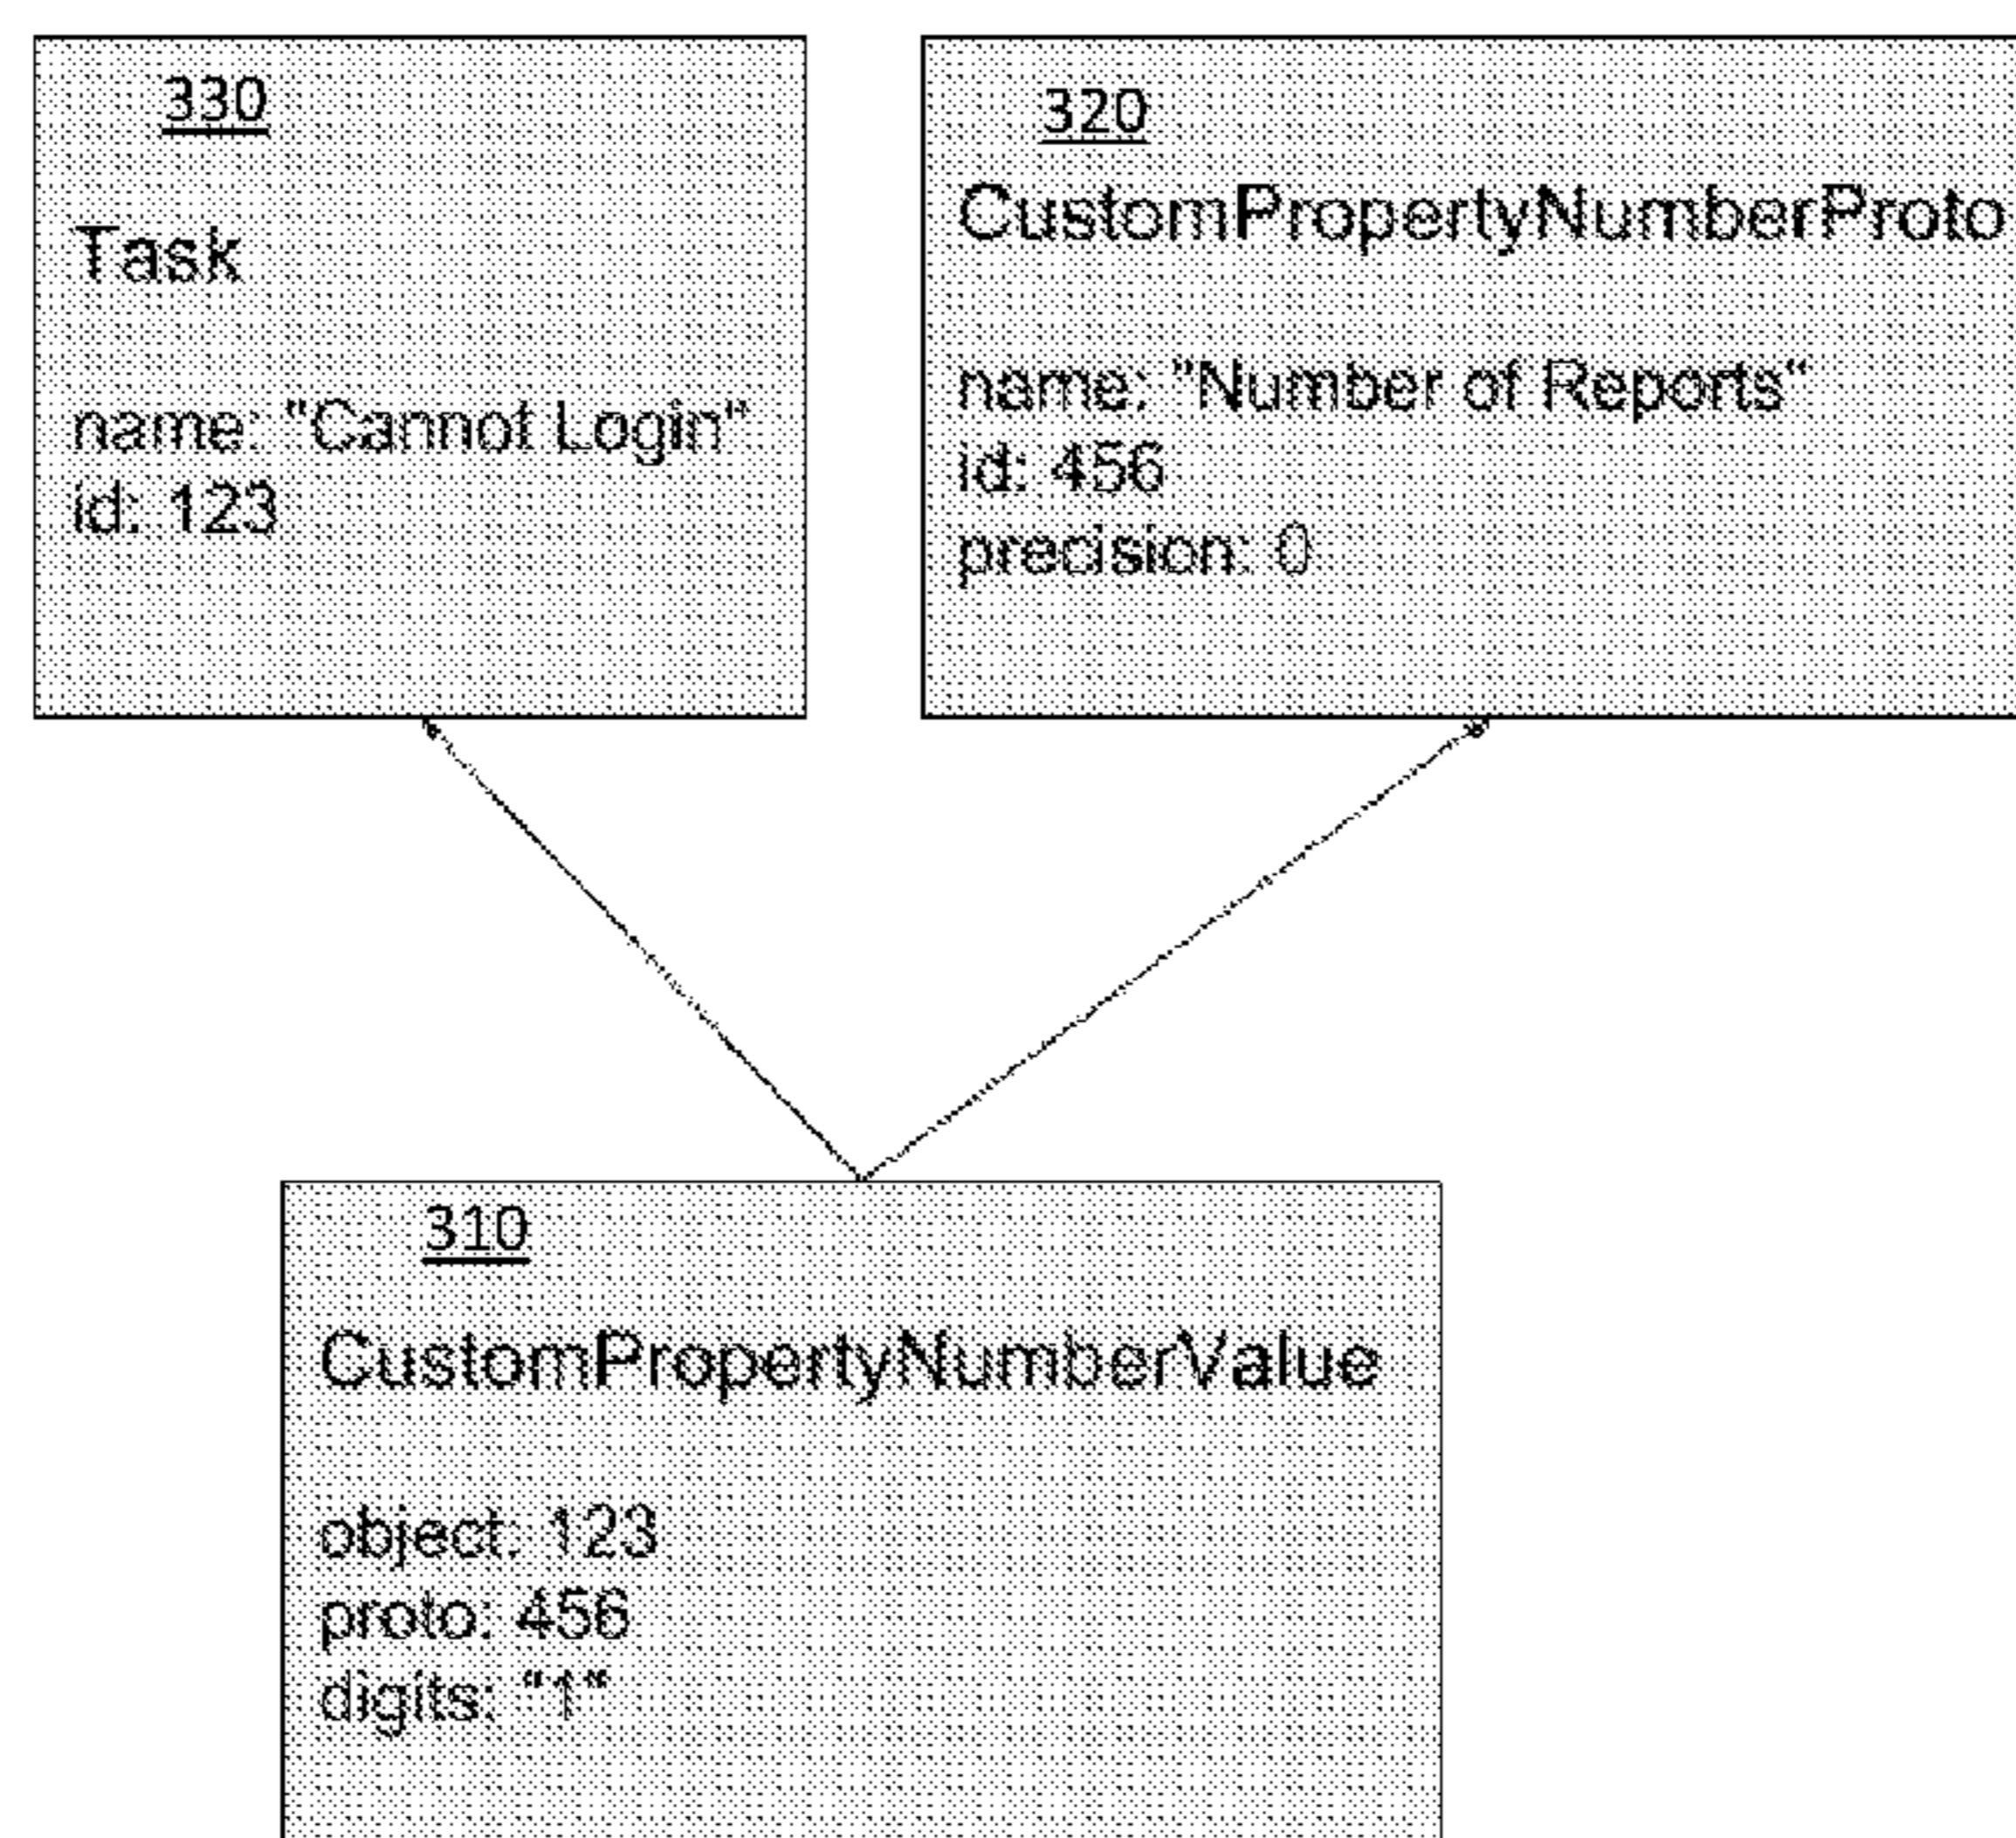 330
Task
name: "Cannot Login"
id: 123
320
CustomPropertyNumberProto
name: "Number of Reports"
id: 456
precision: 0
310
CustomPropertyNumberValue
object: 123
proto: 456
digits: "1"